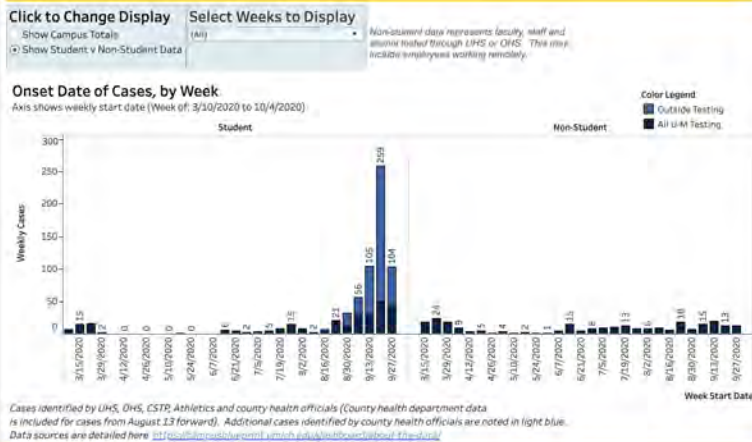 Click to Change Display
Select Weeks to Display
Show Campus Totals
Show Student v Non-Student Data
(All)
Non-student data represents faculty, staff and
alumni tested through UHS or OHS. This may
include employees working remotely.
Onset Date of Cases, by Week
Axis shows weekly start date (Week of: 3/10/2020 to 10/4/2020)
Color Legend
Outside Testing
All U-M Testing
Student
Non-Student
Weekly Cases
300
250
200
150
100
50
0
15 2 0 0 0 0 6 2 5 15 2 21 56 105 259 104
24 9 5 4 2 1 15 8 13 6 18 15 13
3/15/2020 3/29/2020 4/12/2020 4/26/2020 5/10/2020 5/24/2020 6/7/2020 6/21/2020 7/5/2020 7/19/2020 8/2/2020 8/16/2020 8/30/2020 9/13/2020 9/27/2020
3/15/2020 3/29/2020 4/12/2020 4/26/2020 5/10/2020 5/24/2020 6/7/2020 6/21/2020 7/5/2020 7/19/2020 8/2/2020 8/16/2020 8/30/2020 9/13/2020 9/27/2020
Week Start Date
Cases identified by UHS, OHS, CSTP, Athletics and county health officials (County health department data
is included for cases from August 13 forward). Additional cases identified by county health officials are noted in light blue.
Data sources are detailed here